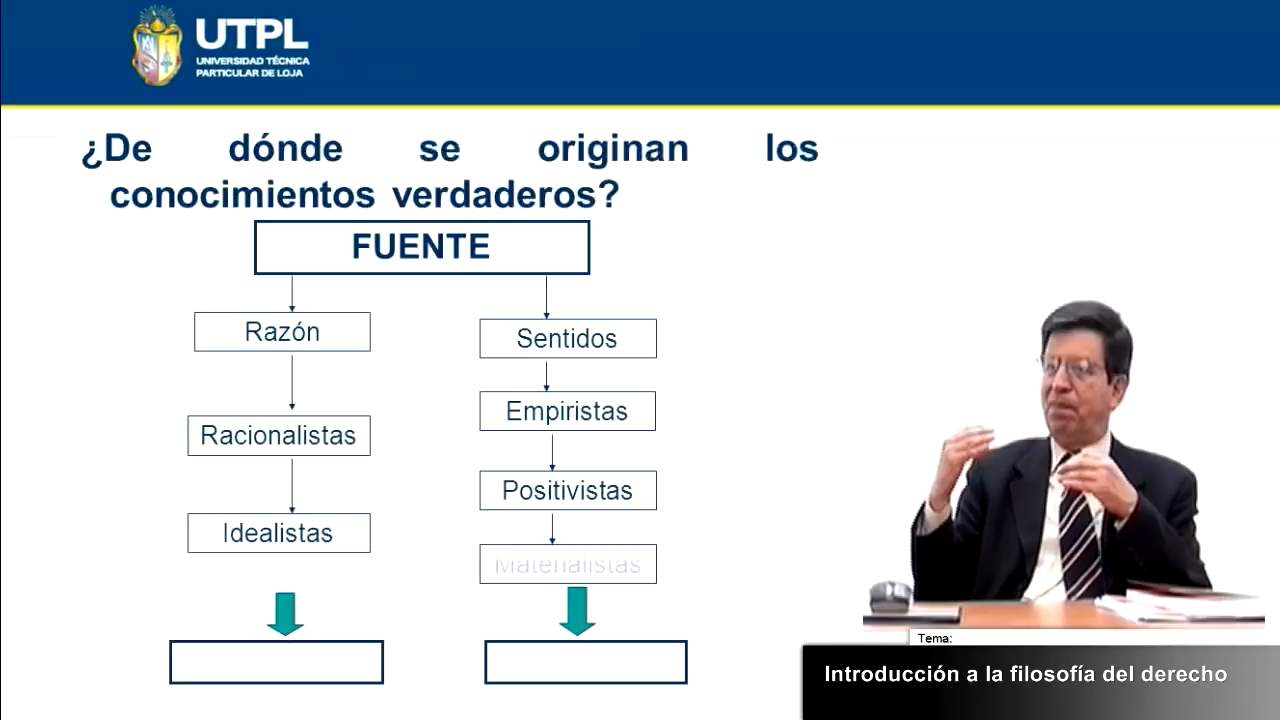 UTPL
UNIVERSIDAD TÉCNICA
PARTICULAR DE LOJA
¿De dónde se originan los
conocimientos verdaderos?
FUENTE
Razón
Sentidos
Empiristas
Racionalistas
Positivistas
Idealistas
Materialistas
Tema:
Introducción a la filosofía del derecho